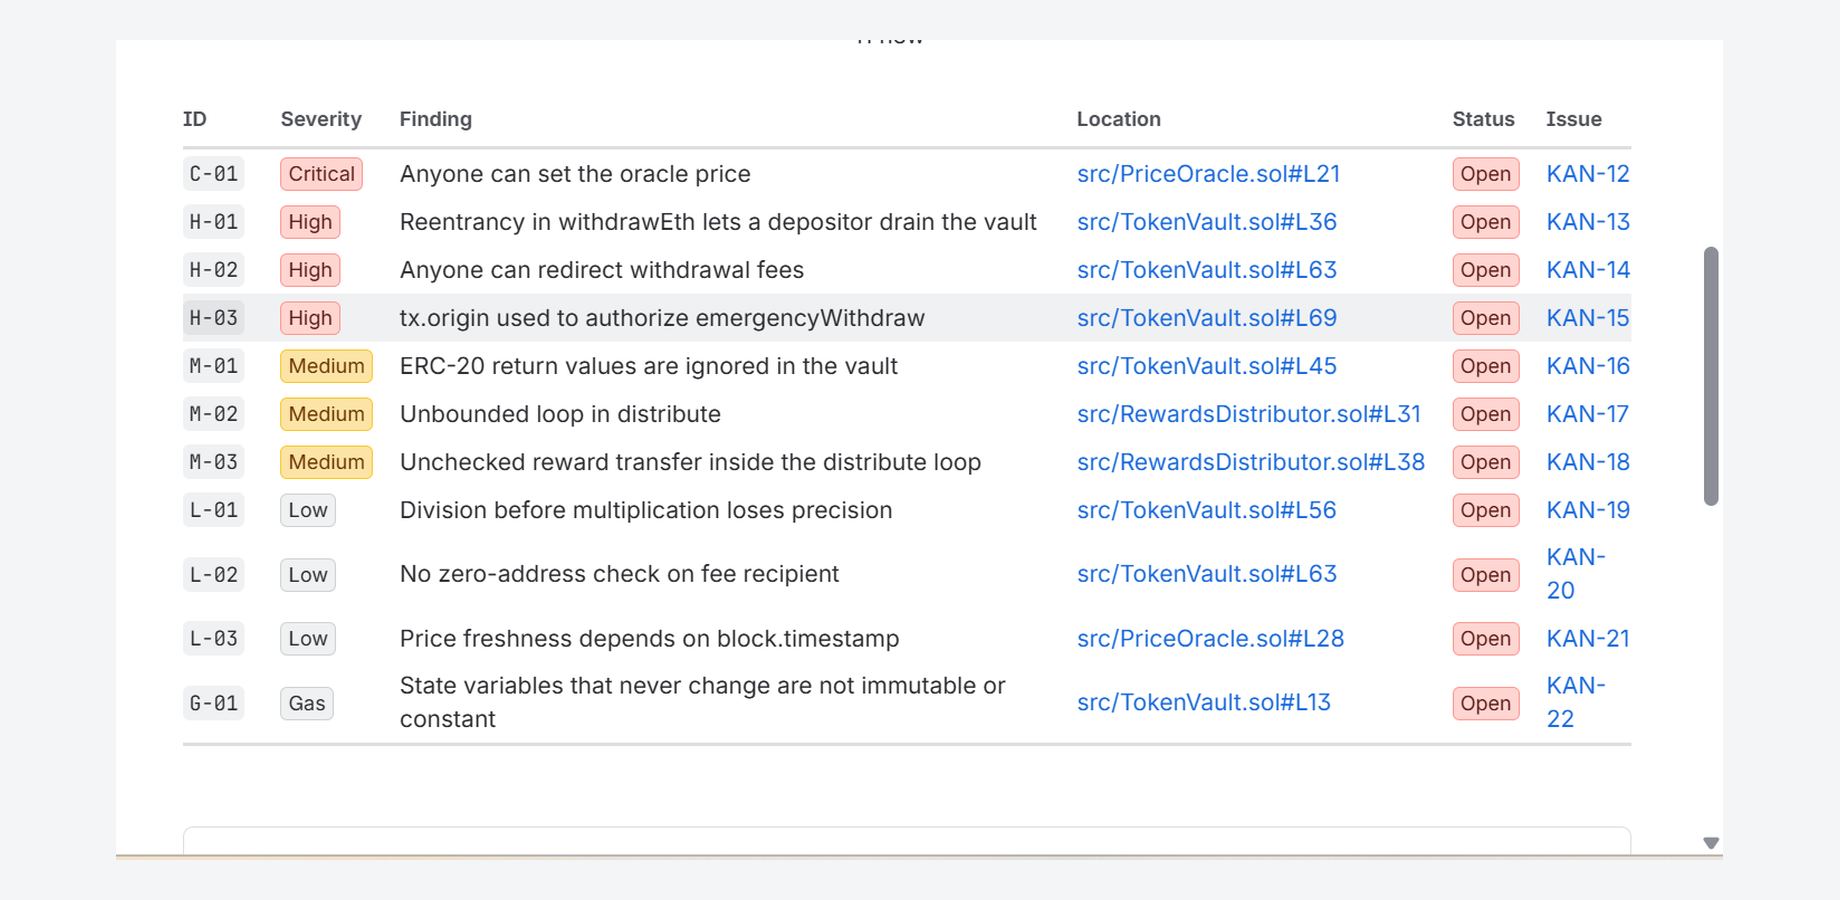 ID Severity Finding Location Status Issue
C-01 Critical Anyone can set the oracle price src/PriceOracle.sol#L21 Open KAN-12
H-01 High Reentrancy in withdrawEth lets a depositor drain the vault src/TokenVault.sol#L36 Open KAN-13
H-02 High Anyone can redirect withdrawal fees src/TokenVault.sol#L63 Open KAN-14
H-03 High tx.origin used to authorize emergencyWithdraw src/TokenVault.sol#L69 Open KAN-15
M-01 Medium ERC-20 return values are ignored in the vault src/TokenVault.sol#L45 Open KAN-16
M-02 Medium Unbounded loop in distribute src/RewardsDistributor.sol#L31 Open KAN-17
M-03 Medium Unchecked reward transfer inside the distribute loop src/RewardsDistributor.sol#L38 Open KAN-18
L-01 Low Division before multiplication loses precision src/TokenVault.sol#L56 Open KAN-19
L-02 Low No zero-address check on fee recipient src/TokenVault.sol#L63 Open KAN-
20
L-03 Low Price freshness depends on block.timestamp src/PriceOracle.sol#L28 Open KAN-21
G-01 Gas State variables that never change are not immutable or
constant src/TokenVault.sol#L13 Open KAN-
22